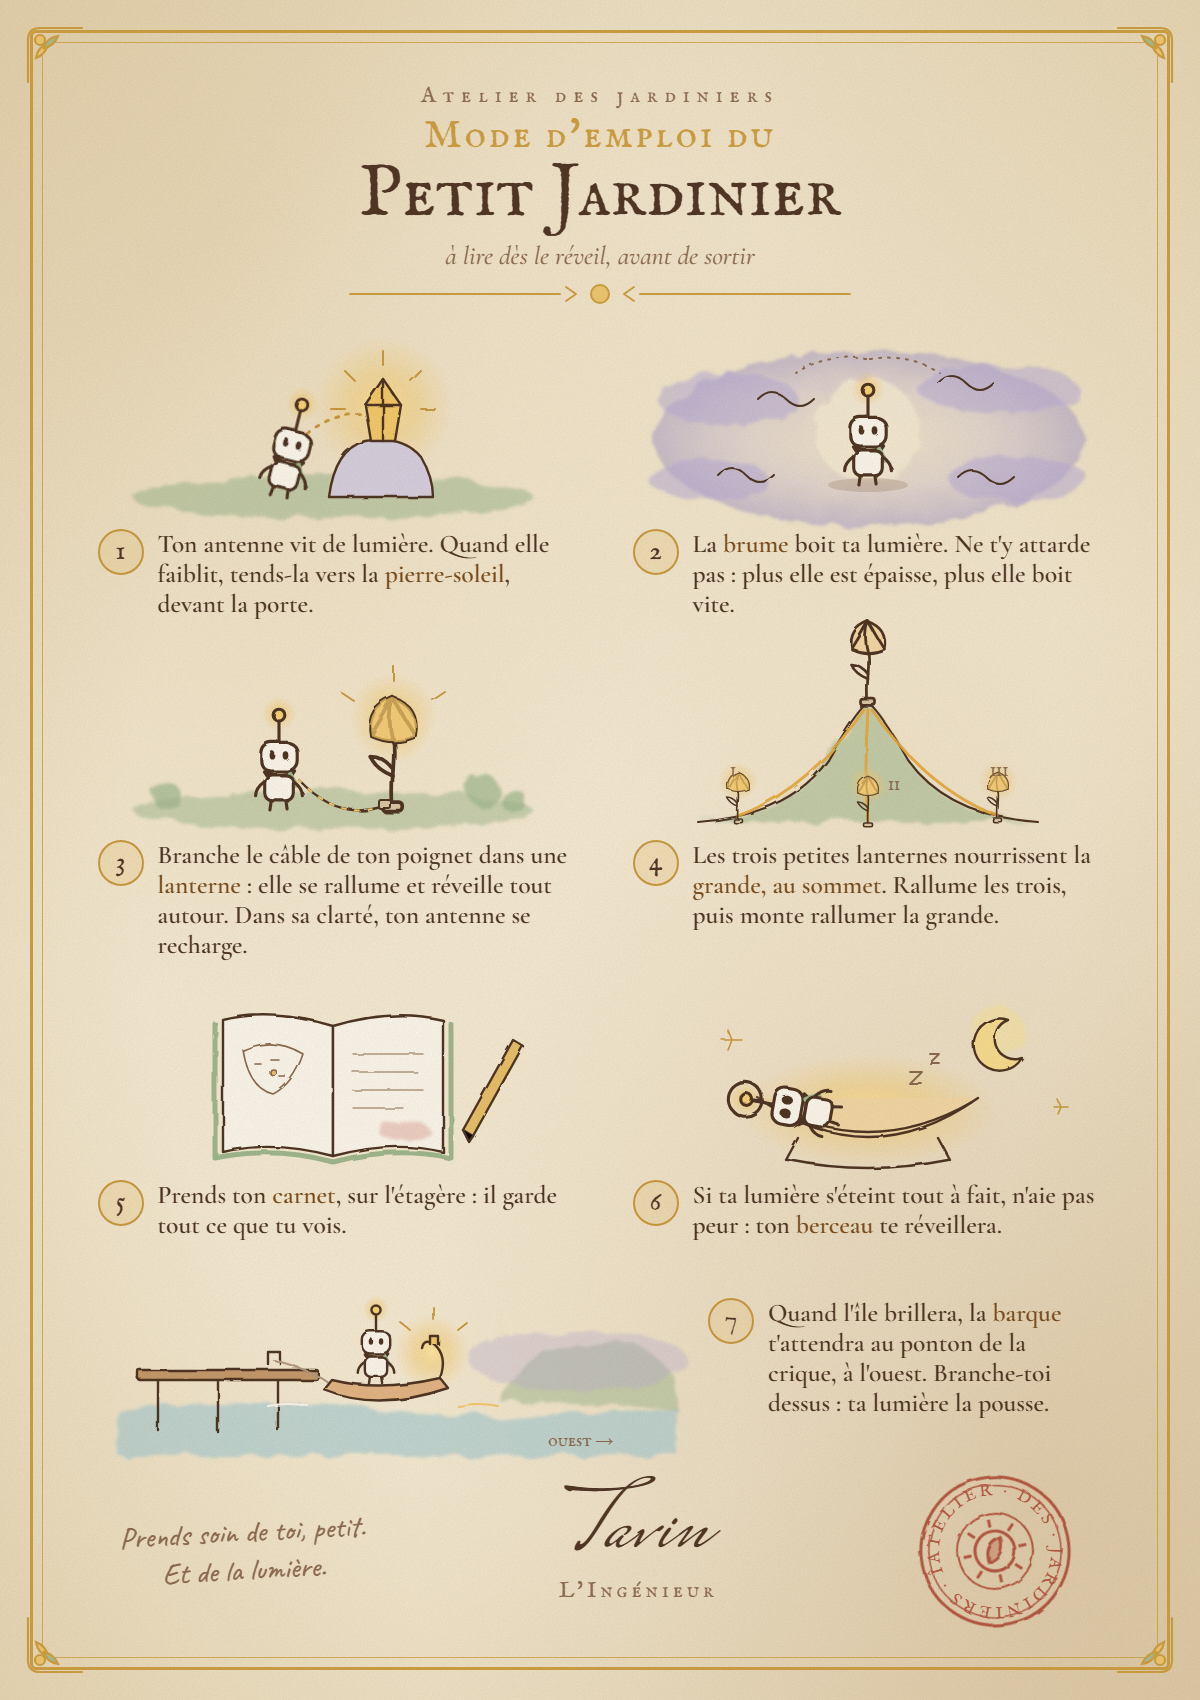 Atelier des Jardiniers
Mode d’emploi du
Petit Jardinier
à lire dès le réveil, avant de sortir
1
Ton antenne vit de lumière. Quand elle
faiblit, tends-la vers la pierre-soleil,
devant la porte.
2
La brume boit ta lumière. Ne t'y attarde
pas : plus elle est épaisse, plus elle boit
vite.
3
Branche le câble de ton poignet dans une
lanterne : elle se rallume et réveille tout
autour. Dans sa clarté, ton antenne se
recharge.
I
II
III
4
Les trois petites lanternes nourrissent la
grande, au sommet. Rallume les trois,
puis monte rallumer la grande.
5
Prends ton carnet, sur l'étagère : il garde
tout ce que tu vois.
z
z
6
Si ta lumière s'éteint tout à fait, n'aie pas
peur : ton berceau te réveillera.
ouest →
7
Quand l'île brillera, la barque
t'attendra au ponton de la
crique, à l'ouest. Branche-toi
dessus : ta lumière la pousse.
Prends soin de toi, petit.
Et de la lumière.
Tavin
L’Ingénieur
ATELIER · DES · JARDINIERS ·